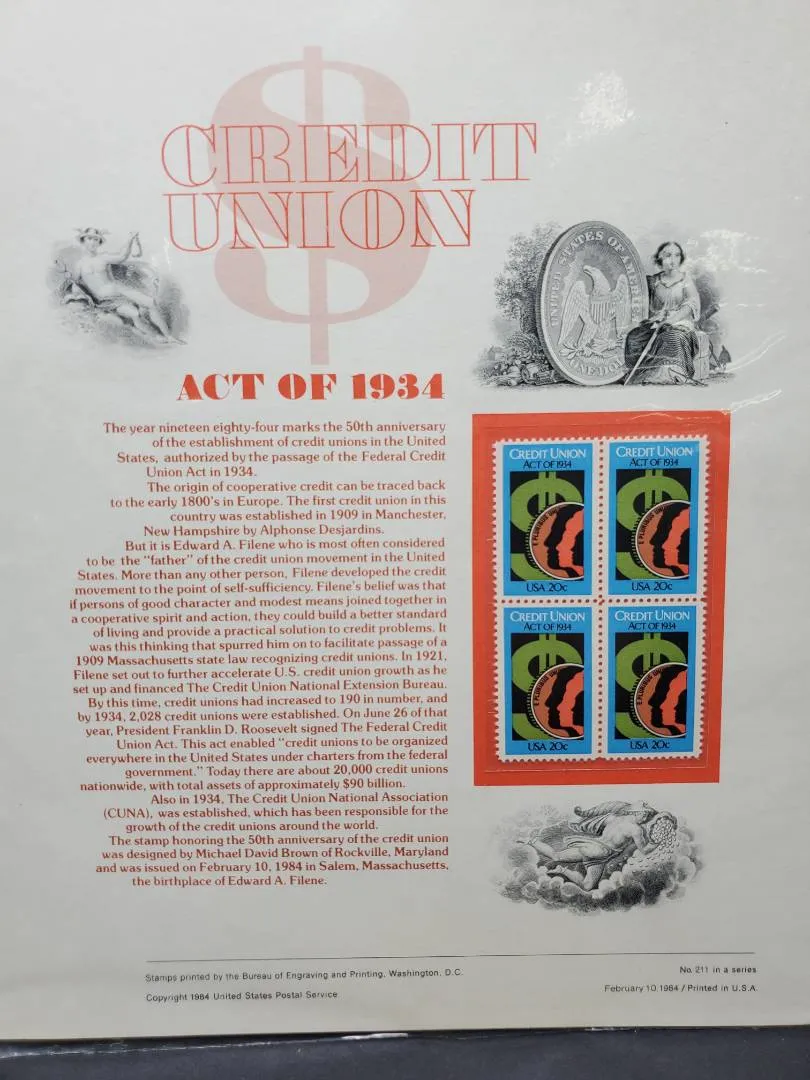 CREDIT
UNION
UNITED STATES OF AMERICA
ONE DOL
ACT OF 1934
The year nineteen eighty-four marks the 50th anniversary
of the establishment of credit unions in the United
States, authorized by the passage of the Federal Credit
Union Act in 1934.
The origin of cooperative credit can be traced back
to the early 1800's in Europe. The first credit union in this
country was established in 1909 in Manchester,
New Hampshire by Alphonse Desjardins.
But it is Edward A. Filene who is most often considered
to be the "father" of the credit union movement in the United
States. More than any other person, Filene developed the credit
movement to the point of self-sufficiency. Filene's belief was that
if persons of good character and modest means joined together in
a cooperative spirit and action, they could build a better standard
of living and provide a practical solution to credit problems. It
was this thinking that spurred him on to facilitate passage of a
1909 Massachusetts state law recognizing credit unions. In 1921,
Filene set out to further accelerate U.S. credit union growth as he
set up and financed The Credit Union National Extension Bureau.
By this time, credit unions had increased to 190 in number, and
by 1934, 2,028 credit unions were established. On June 26 of that
year, President Franklin D. Roosevelt signed The Federal Credit
Union Act. This act enabled "credit unions to be organized
everywhere in the United States under charters from the federal
government." Today there are about 20,000 credit unions
nationwide, with total assets of approximately $90 billion.
Also in 1934, The Credit Union National Association
(CUNA), was established, which has been responsible for the
growth of the credit unions around the world.
The stamp honoring the 50th anniversary of the credit union
was designed by Michael David Brown of Rockville, Maryland
and was issued on February 10, 1984 in Salem, Massachusetts,
the birthplace of Edward A. Filene.
CREDIT UNION
ACT OF 1934
$
E PLURIBUS UN
USA 20c
CREDIT UNION
ACT OF 1934
$
E PLURIBUS UN
USA 20c
CREDIT UNION
ACT OF 1934
$
E PLURIBUS UN
USA 20c
CREDIT UNION
ACT OF 1934
$
E PLURIBUS UN
USA 20c
Stamps printed by the Bureau of Engraving and Printing, Washington, D.C.
Copyright 1984 United States Postal Service
No. 211 in a series
February 10, 1984 / Printed in U.S.A.